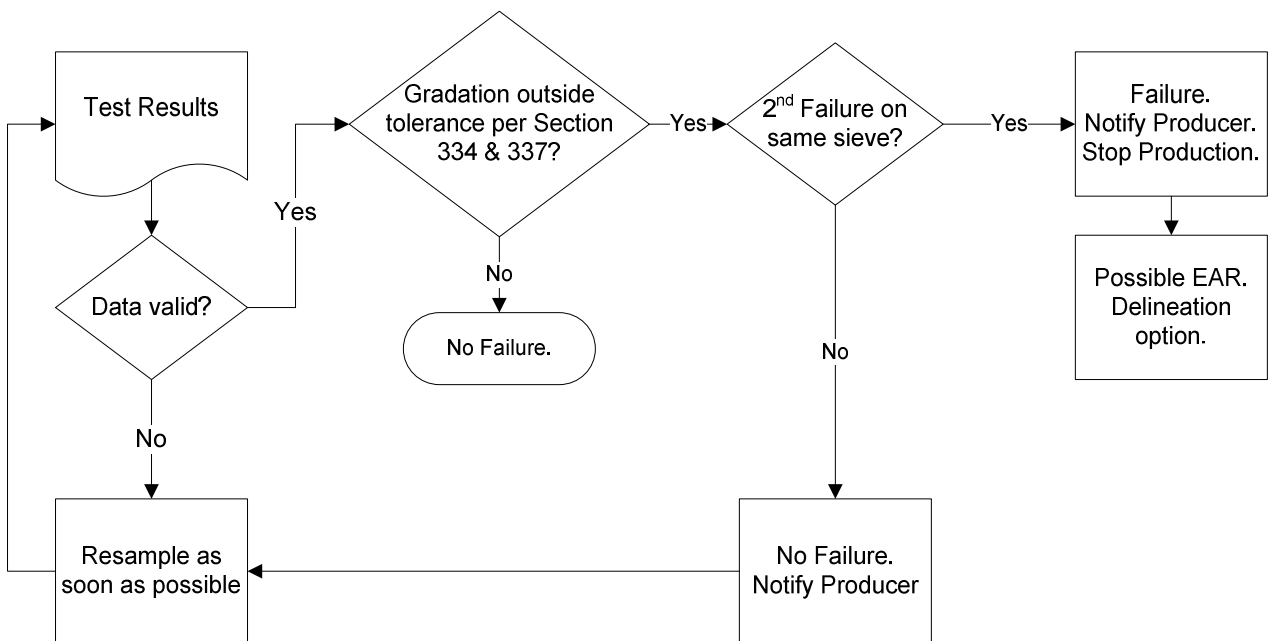 Test Results
Data valid?
Yes
No
Resample as
soon as possible
Gradation outside
tolerance per Section
334 & 337?
Yes
No
No Failure.
2nd Failure on
same sieve?
Yes
No
No Failure.
Notify Producer
Failure.
Notify Producer.
Stop Production.
Possible EAR.
Delineation
option.